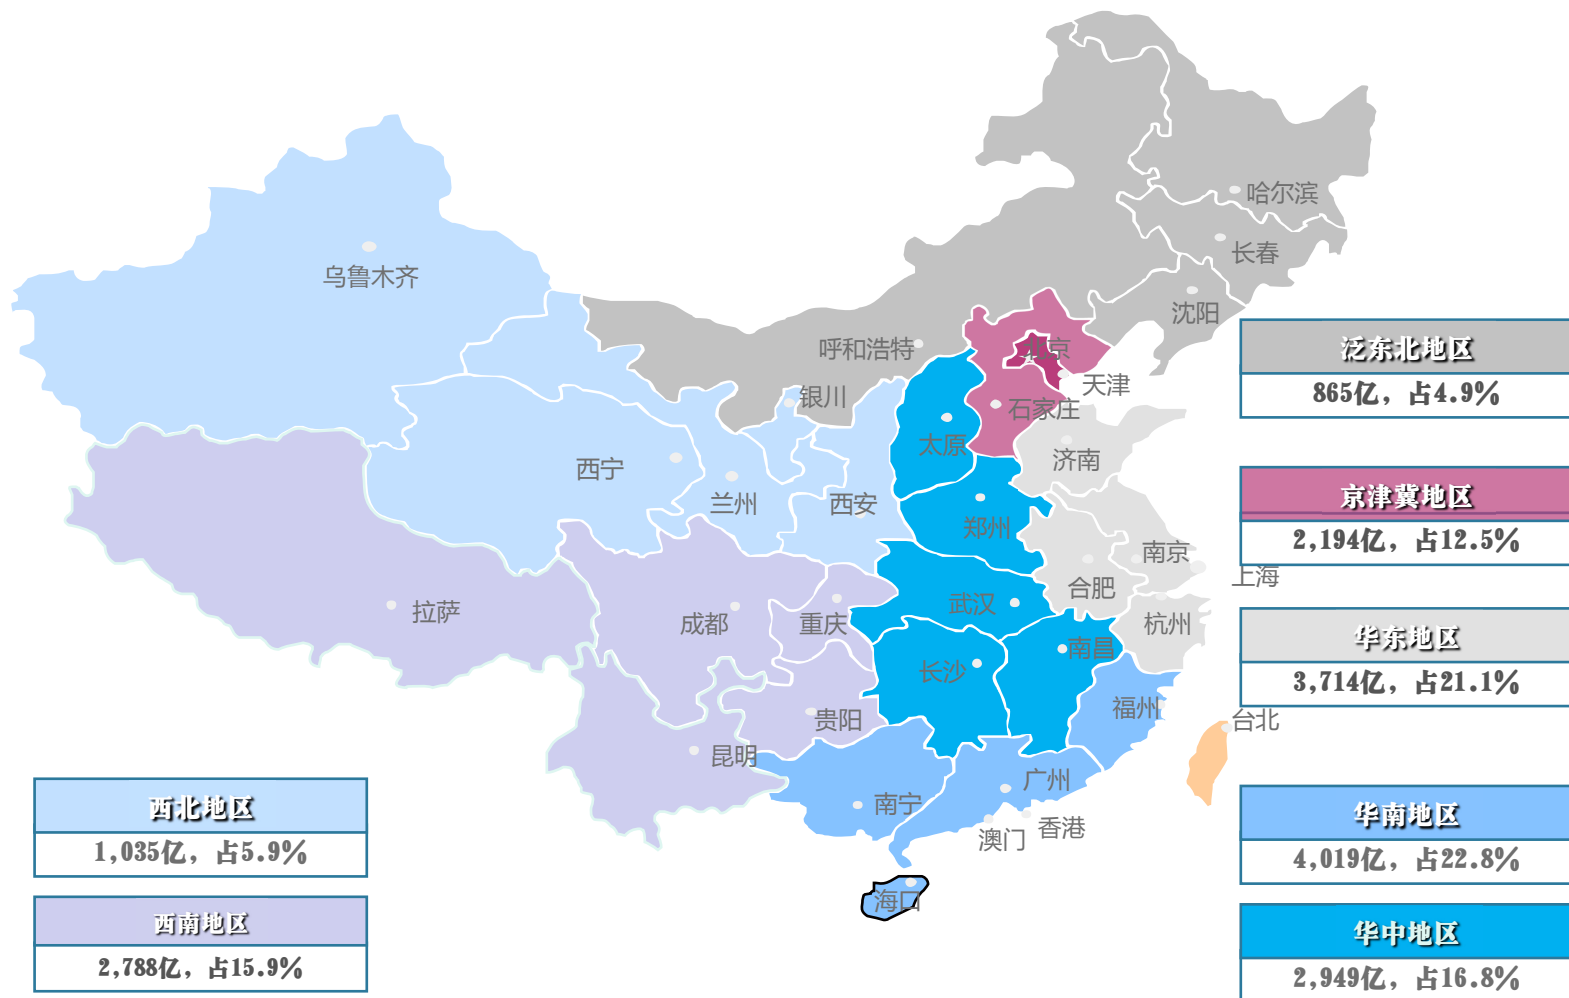 哈尔滨
长春
乌鲁木齐
沈阳
呼和浩特
北京
天津
银川
石家庄
太原
济南
西宁
兰州
西安
郑州
南京
上海
合肥
武汉
拉萨
成都
重庆
杭州
南昌
长沙
福州
贵阳
台北
昆明
广州
南宁
香港
澳门
海口
泛东北地区
865亿，占4.9%
京津冀地区
2,194亿，占12.5%
华东地区
3,714亿，占21.1%
华南地区
4,019亿，占22.8%
华中地区
2,949亿，占16.8%
西北地区
1,035亿，占5.9%
西南地区
2,788亿，占15.9%